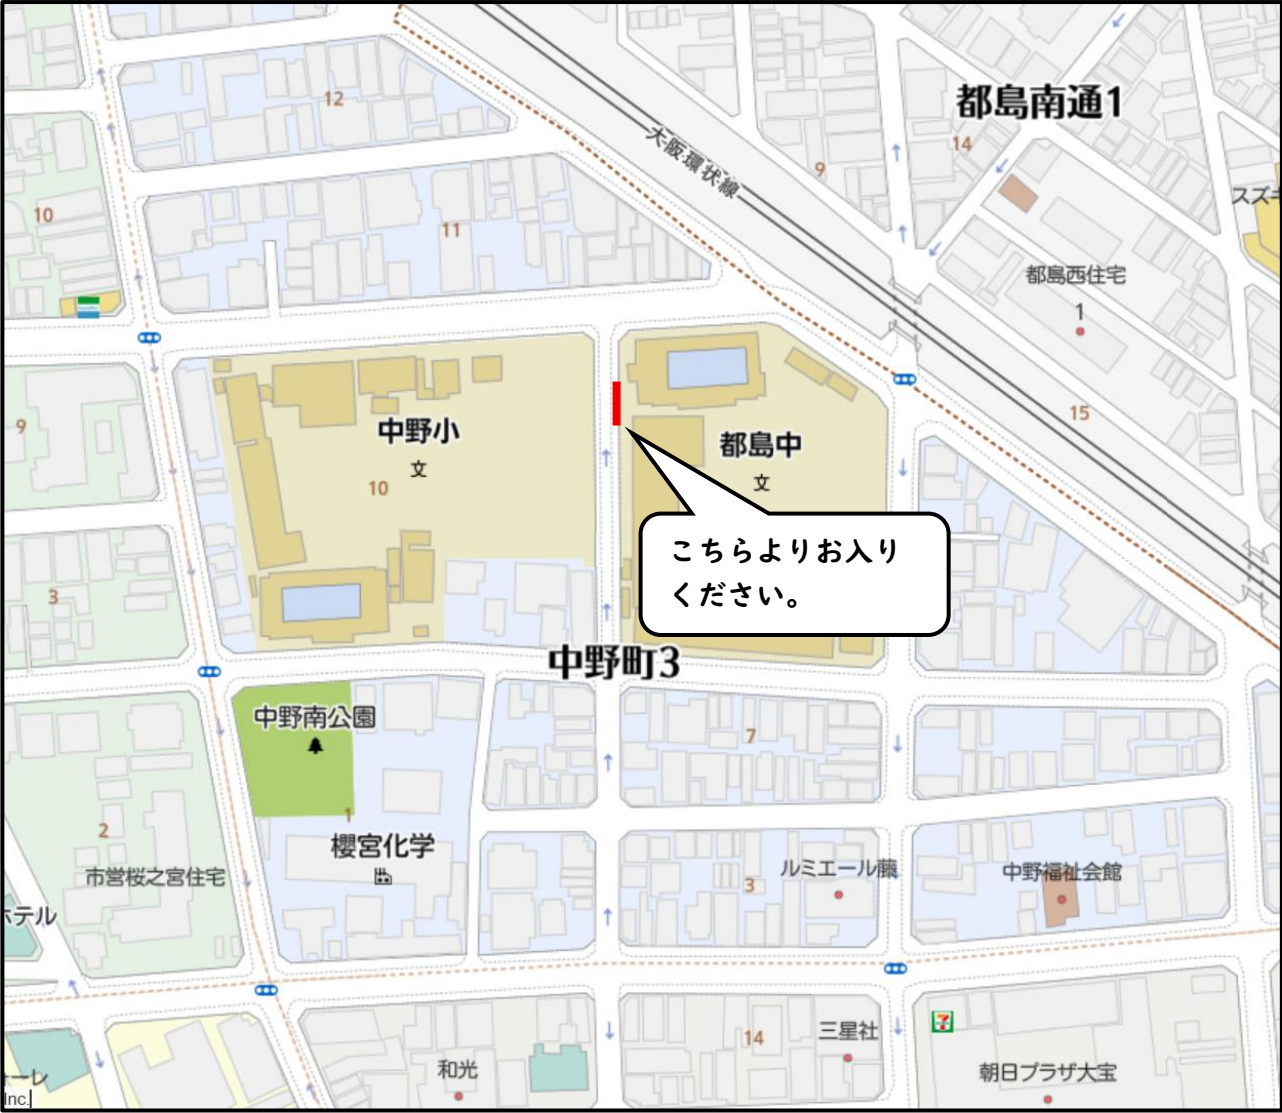 都島南通1
12
大阪環状線
14
9
10
スズキ
11
都島西住宅
1
15
9
中野小
文
10
都島中
文
こちらよりお入り
ください。
3
中野町3
中野南公園
7
1
2
櫻宮化学
市営桜之宮住宅
ルミエール藤
3
中野福祉会館
ホテル
三星社
14
7
和光
朝日プラザ大宝
ーレ
Inc.